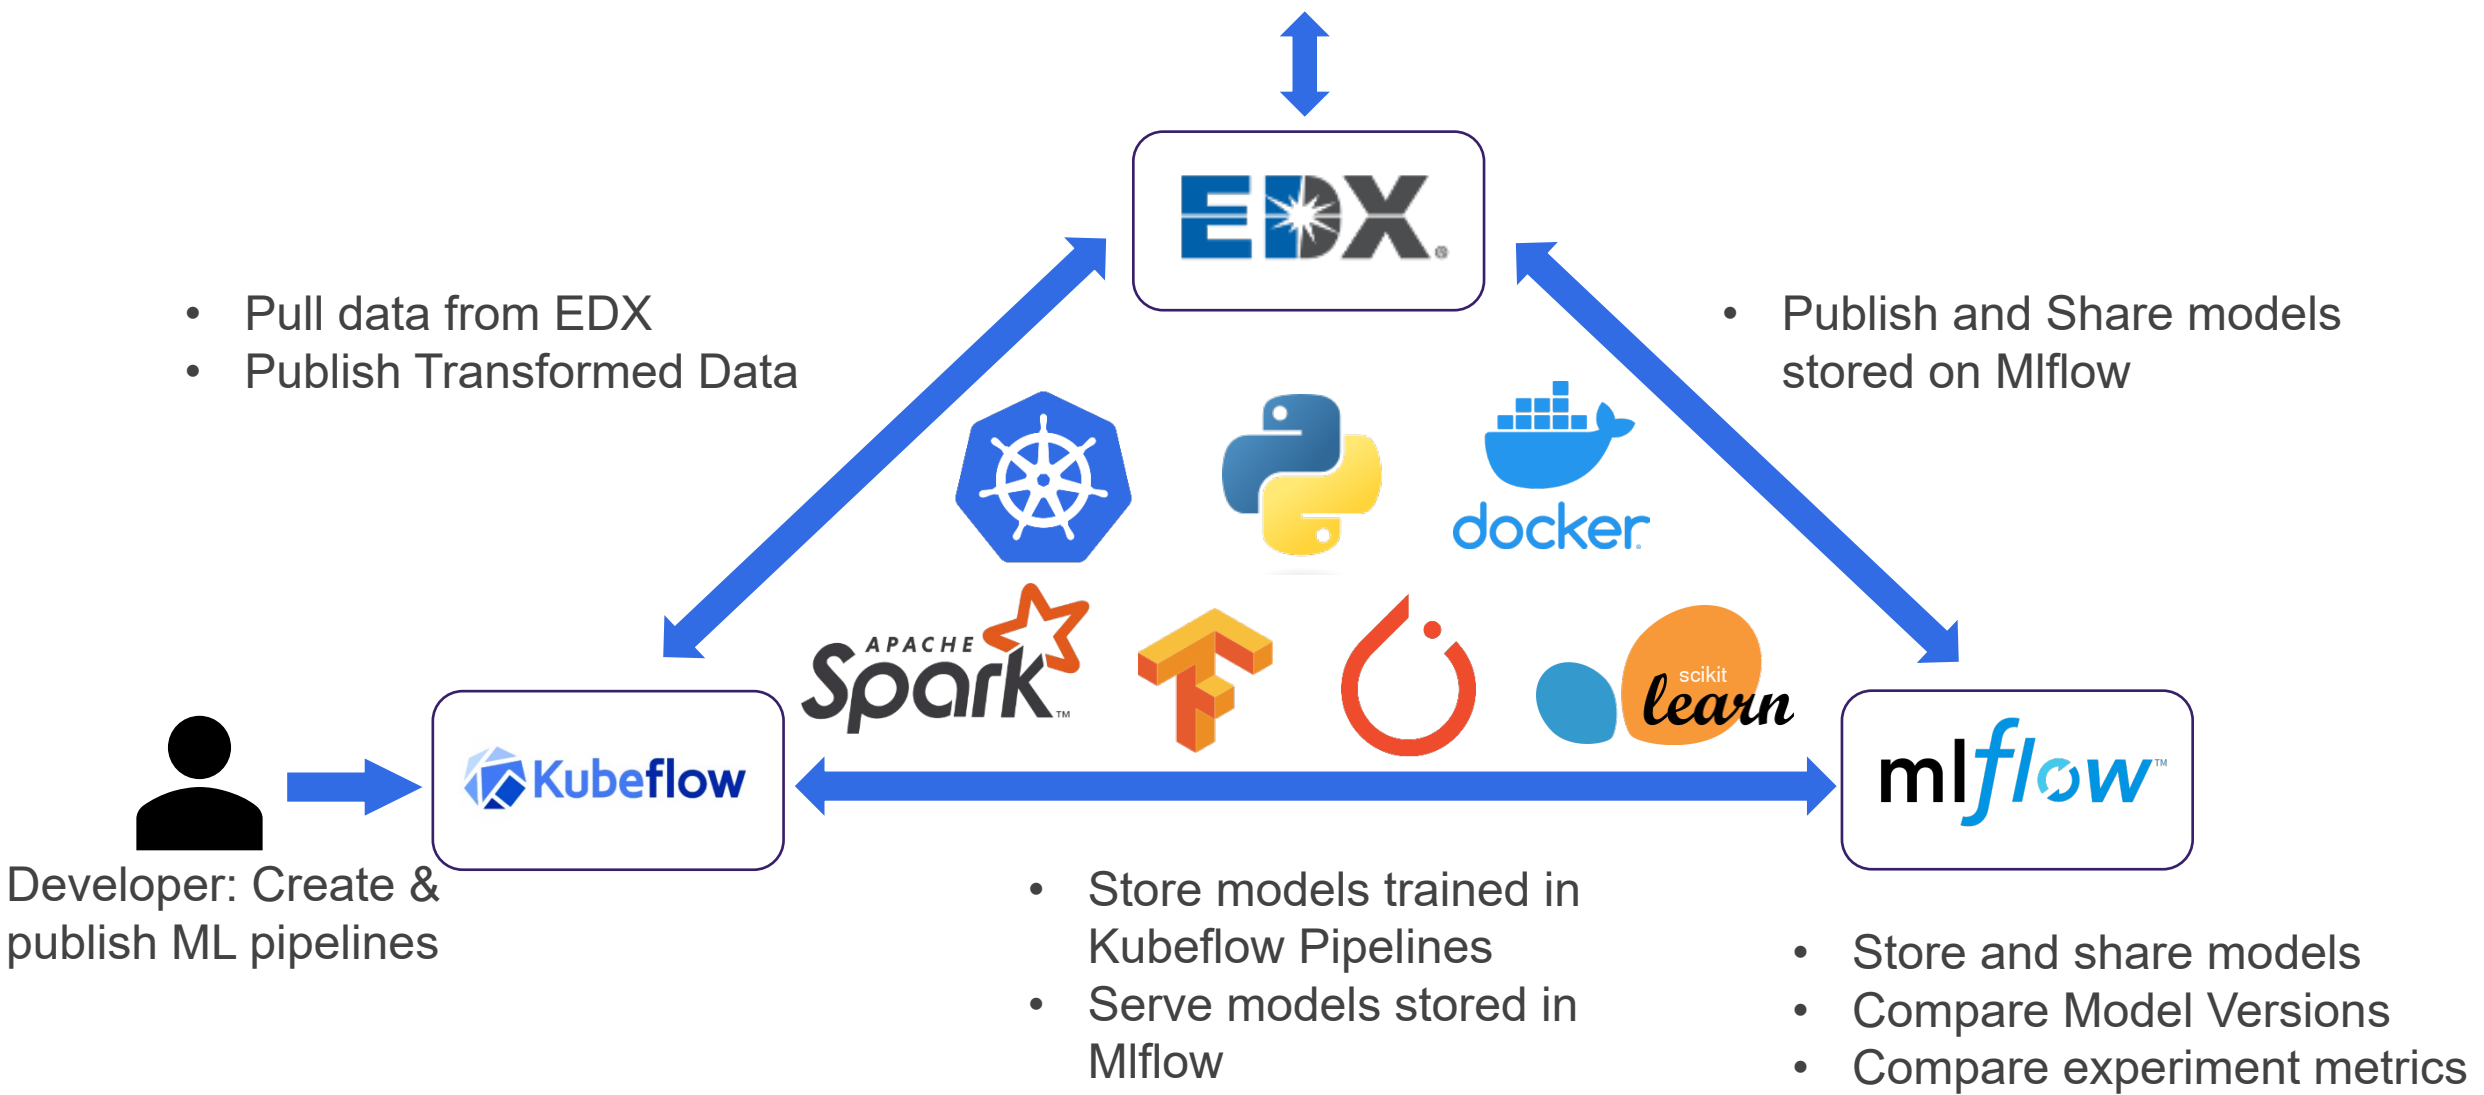 EDX®
• Pull data from EDX
• Publish Transformed Data
• Publish and Share models
stored on Mlflow
docker
APACHE
Spark™
scikit
learn
Kubeflow
mlflow™
Developer: Create &
publish ML pipelines
• Store models trained in
Kubeflow Pipelines
• Serve models stored in
Mlflow
• Store and share models
• Compare Model Versions
• Compare experiment metrics